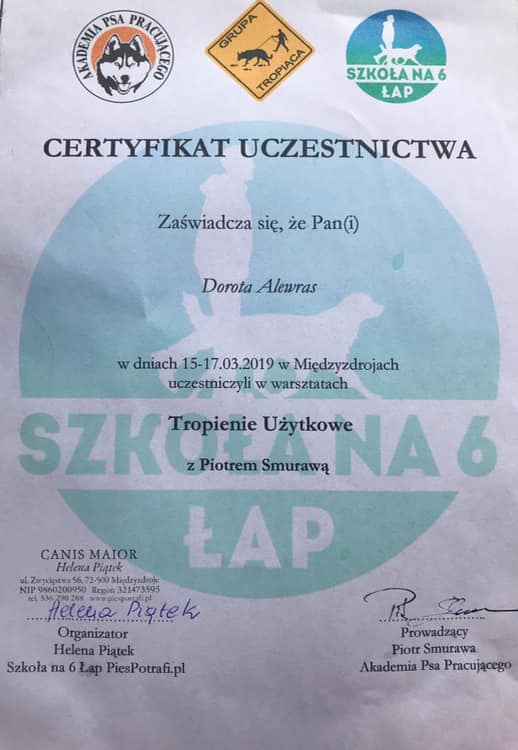 AKADEMIA PSA PRACUJĄCEGO
GRUPA
TROPIĄCA
SZKOŁA NA 6
ŁAP
CERTYFIKAT UCZESTNICTWA
Zaświadcza się, że Pan(i)
Dorota Alewras
w dniach 15-17.03.2019 w Międzyzdrojach
uczestniczyli w warsztatach
Tropienie Użytkowe
z Piotrem Smurawą
SZKOŁA NA 6
ŁAP
CANIS MAIOR
Helena Piątek
ul. Zwycięstwa 56, 72-500 Międzyzdroje
NIP 9860200950 Regon 321473595
tel. 536 290 288 www.piespotrafi.pl
Helena Piątek
Organizator
Helena Piątek
Szkoła na 6 Łap PiesPotrafi.pl
Prowadzący
Piotr Smurawa
Akademia Psa Pracującego